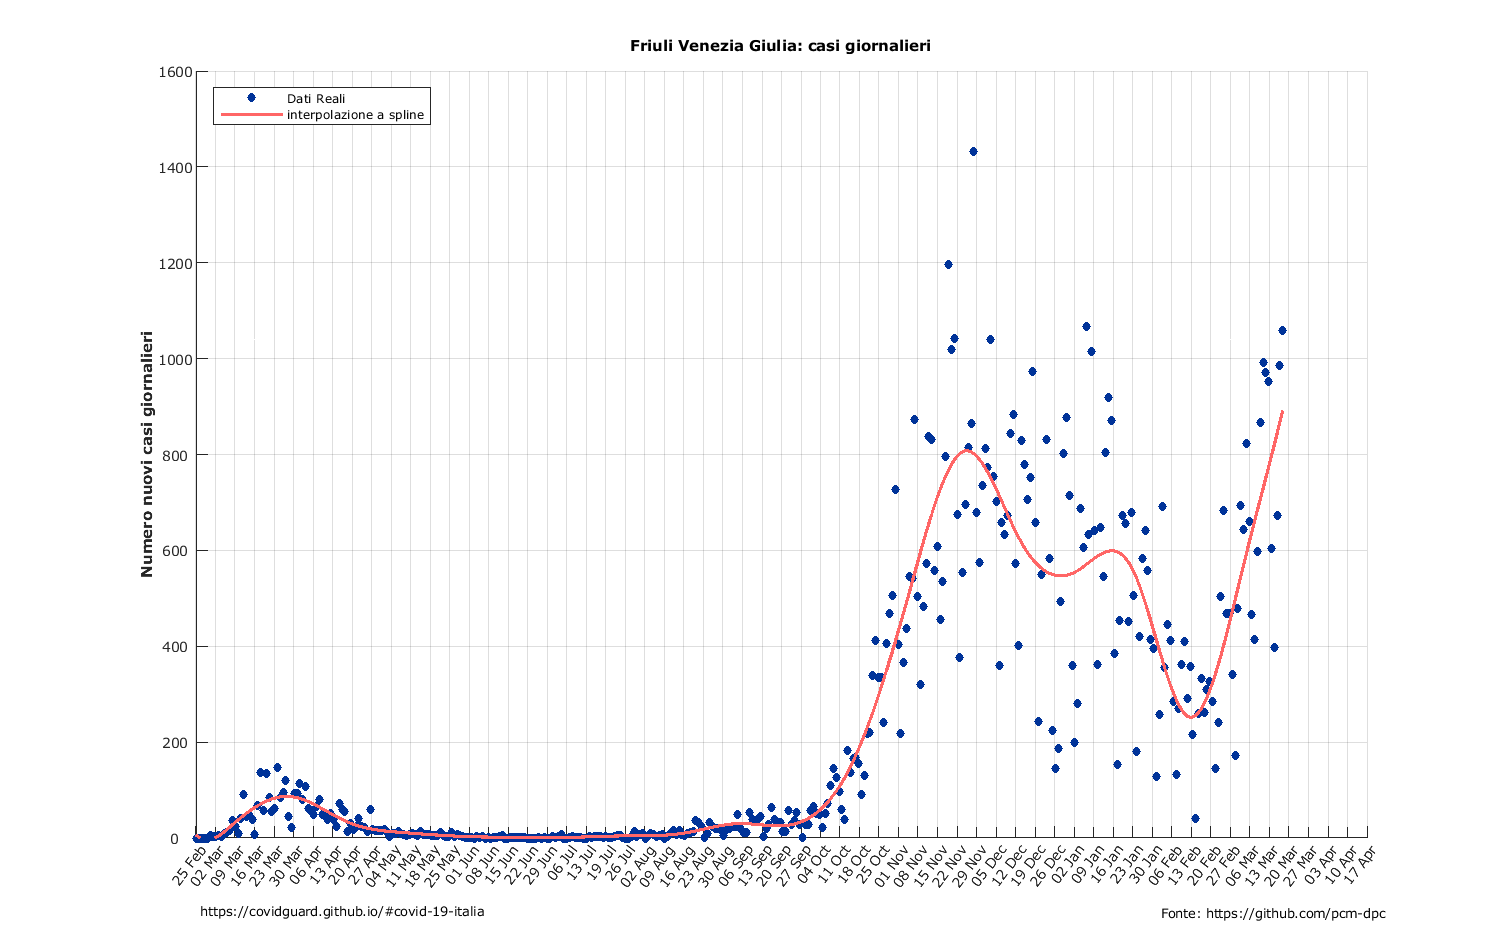 Friuli Venezia Giulia: casi giornalieri
1600
1400
1200
1000
800
600
400
200
0
Numero nuovi casi giornalieri
Dati Reali
interpolazione a spline
25 Feb
02 Mar
09 Mar
16 Mar
23 Mar
30 Mar
06 Apr
13 Apr
20 Apr
27 Apr
04 May
11 May
18 May
25 May
01 Jun
08 Jun
15 Jun
22 Jun
29 Jun
06 Jul
13 Jul
19 Jul
26 Jul
02 Aug
09 Aug
16 Aug
23 Aug
30 Aug
06 Sep
13 Sep
20 Sep
27 Sep
04 Oct
11 Oct
18 Oct
25 Oct
01 Nov
08 Nov
15 Nov
22 Nov
29 Nov
05 Dec
12 Dec
19 Dec
26 Dec
02 Jan
09 Jan
16 Jan
23 Jan
30 Jan
06 Feb
13 Feb
20 Feb
27 Feb
06 Mar
13 Mar
20 Mar
27 Mar
03 Apr
10 Apr
17 Apr
https://covidguard.github.io/#covid-19-italia
Fonte: https://github.com/pcm-dpc